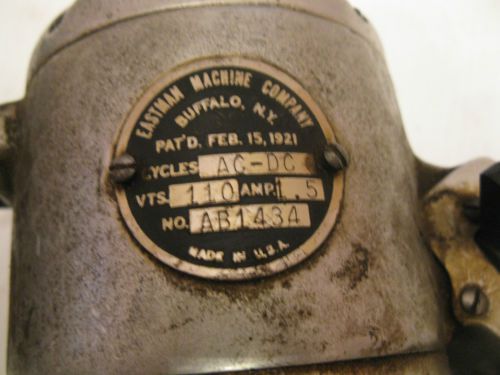 EASTMAN MACHINE COMPANY
BUFFALO, N.Y.
PAT'D. FEB. 15, 1921
CYCLES AC-DC
VTS. 110 AMP. 1.5
NO. AB1434
MADE IN U.S.A.